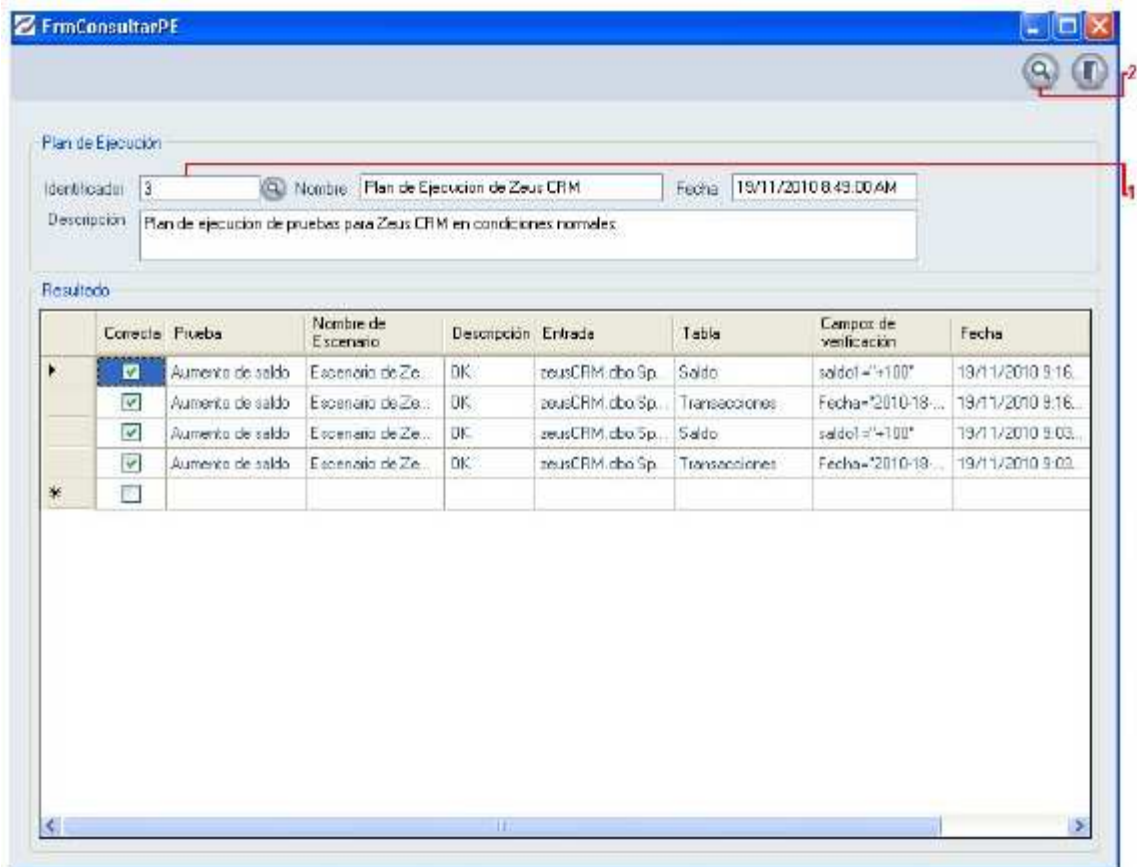 FrmConsultarPE
2
Plan de Ejecución
Identificador 3 Nombre Plan de Ejecucion de Zeus CRM Fecha 19/11/2010 8:49:00 AM
1
Descripción Plan de ejecucion de pruebas para Zeus CRM en condiciones normales.
Resultado
Correcta Prueba Nombre de Escenario Descripción Entrada Tabla Campos de verificación Fecha
Aumento de saldo Escenario de Ze... OK zeusCRM.dbo.Sp... Saldo saldo1="+100" 19/11/2010 9:16...
Aumento de saldo Escenario de Ze... OK zeusCRM.dbo.Sp... Transacciones Fecha="2010-18-... 19/11/2010 9:16...
Aumento de saldo Escenario de Ze... OK zeusCRM.dbo.Sp... Saldo saldo1="+100" 19/11/2010 9:03...
Aumento de saldo Escenario de Ze... OK zeusCRM.dbo.Sp... Transacciones Fecha="2010-18-... 19/11/2010